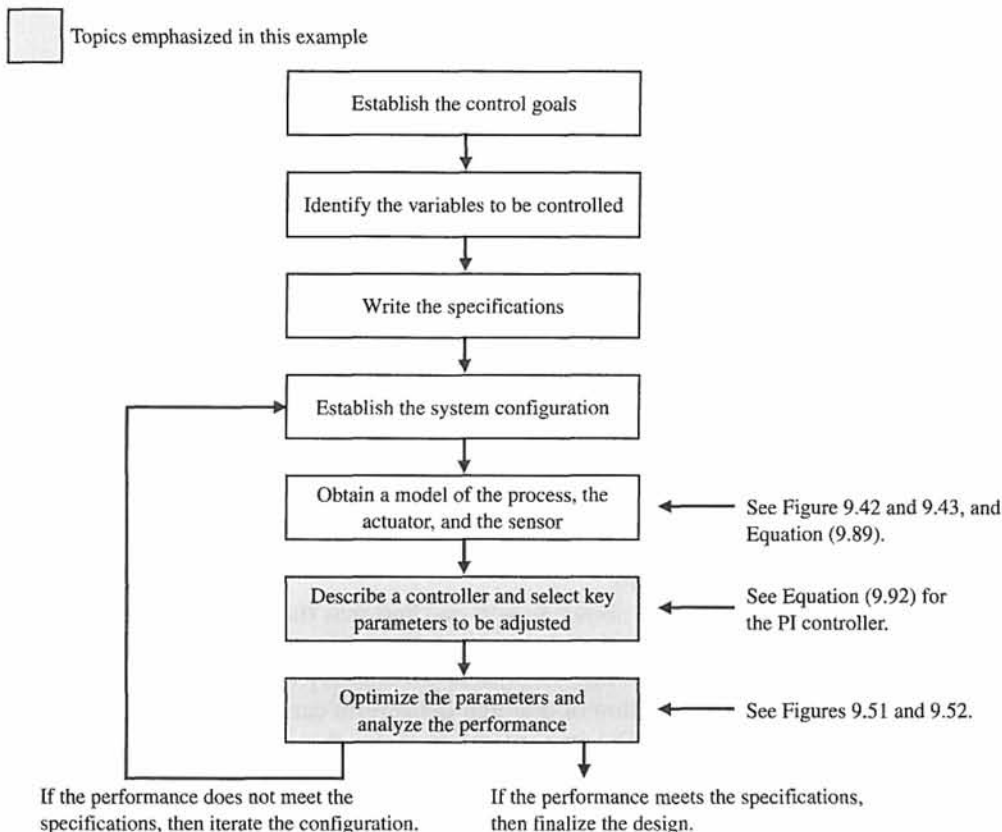 Topics emphasized in this example
Establish the control goals
Identify the variables to be controlled
Write the specifications
Establish the system configuration
Obtain a model of the process, the
actuator, and the sensor
See Figure 9.42 and 9.43, and
Equation (9.89).
Describe a controller and select key
parameters to be adjusted
See Equation (9.92) for
the PI controller.
Optimize the parameters and
analyze the performance
See Figures 9.51 and 9.52.
If the performance does not meet the
specifications, then iterate the configuration.
If the performance meets the specifications,
then finalize the design.